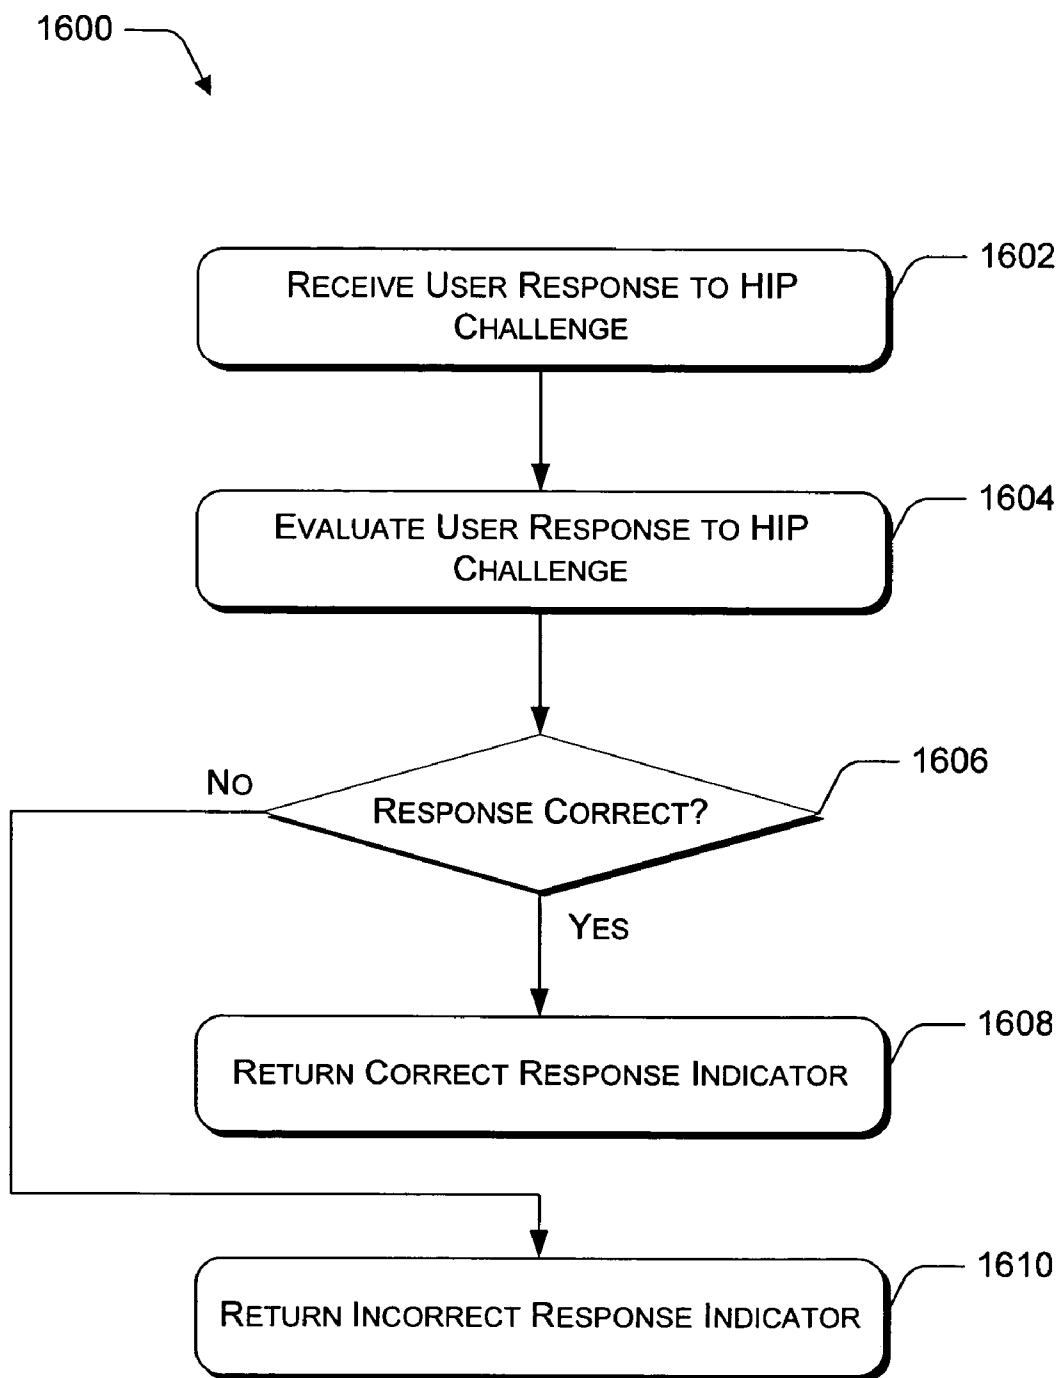 1600
RECEIVE USER RESPONSE TO HIP
CHALLENGE
1602
EVALUATE USER RESPONSE TO HIP
CHALLENGE
1604
RESPONSE CORRECT?
1606
NO
YES
RETURN CORRECT RESPONSE INDICATOR
1608
RETURN INCORRECT RESPONSE INDICATOR
1610